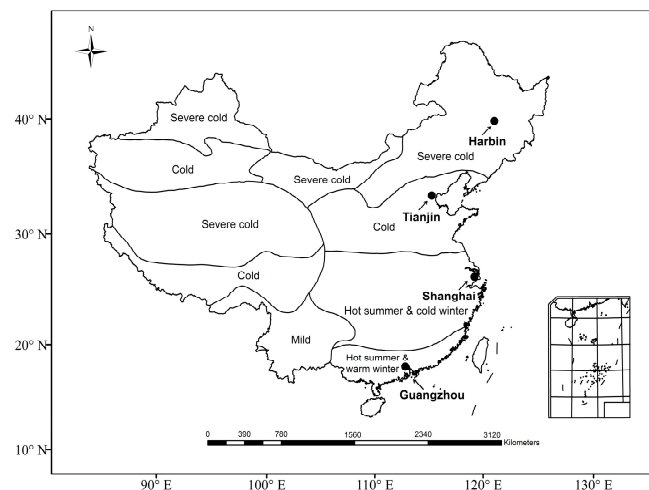 N
40° N
30° N
20° N
10° N
Severe cold
Cold
Severe cold
Severe cold
Harbin
Severe cold
Tianjin
Cold
Cold
Shanghai
Hot summer & cold winter
Mild
Hot summer &
warm winter
Guangzhou
0 390 780 1560 2340 3120
Kilometers
90° E 100° E 110° E 120° E 130° E